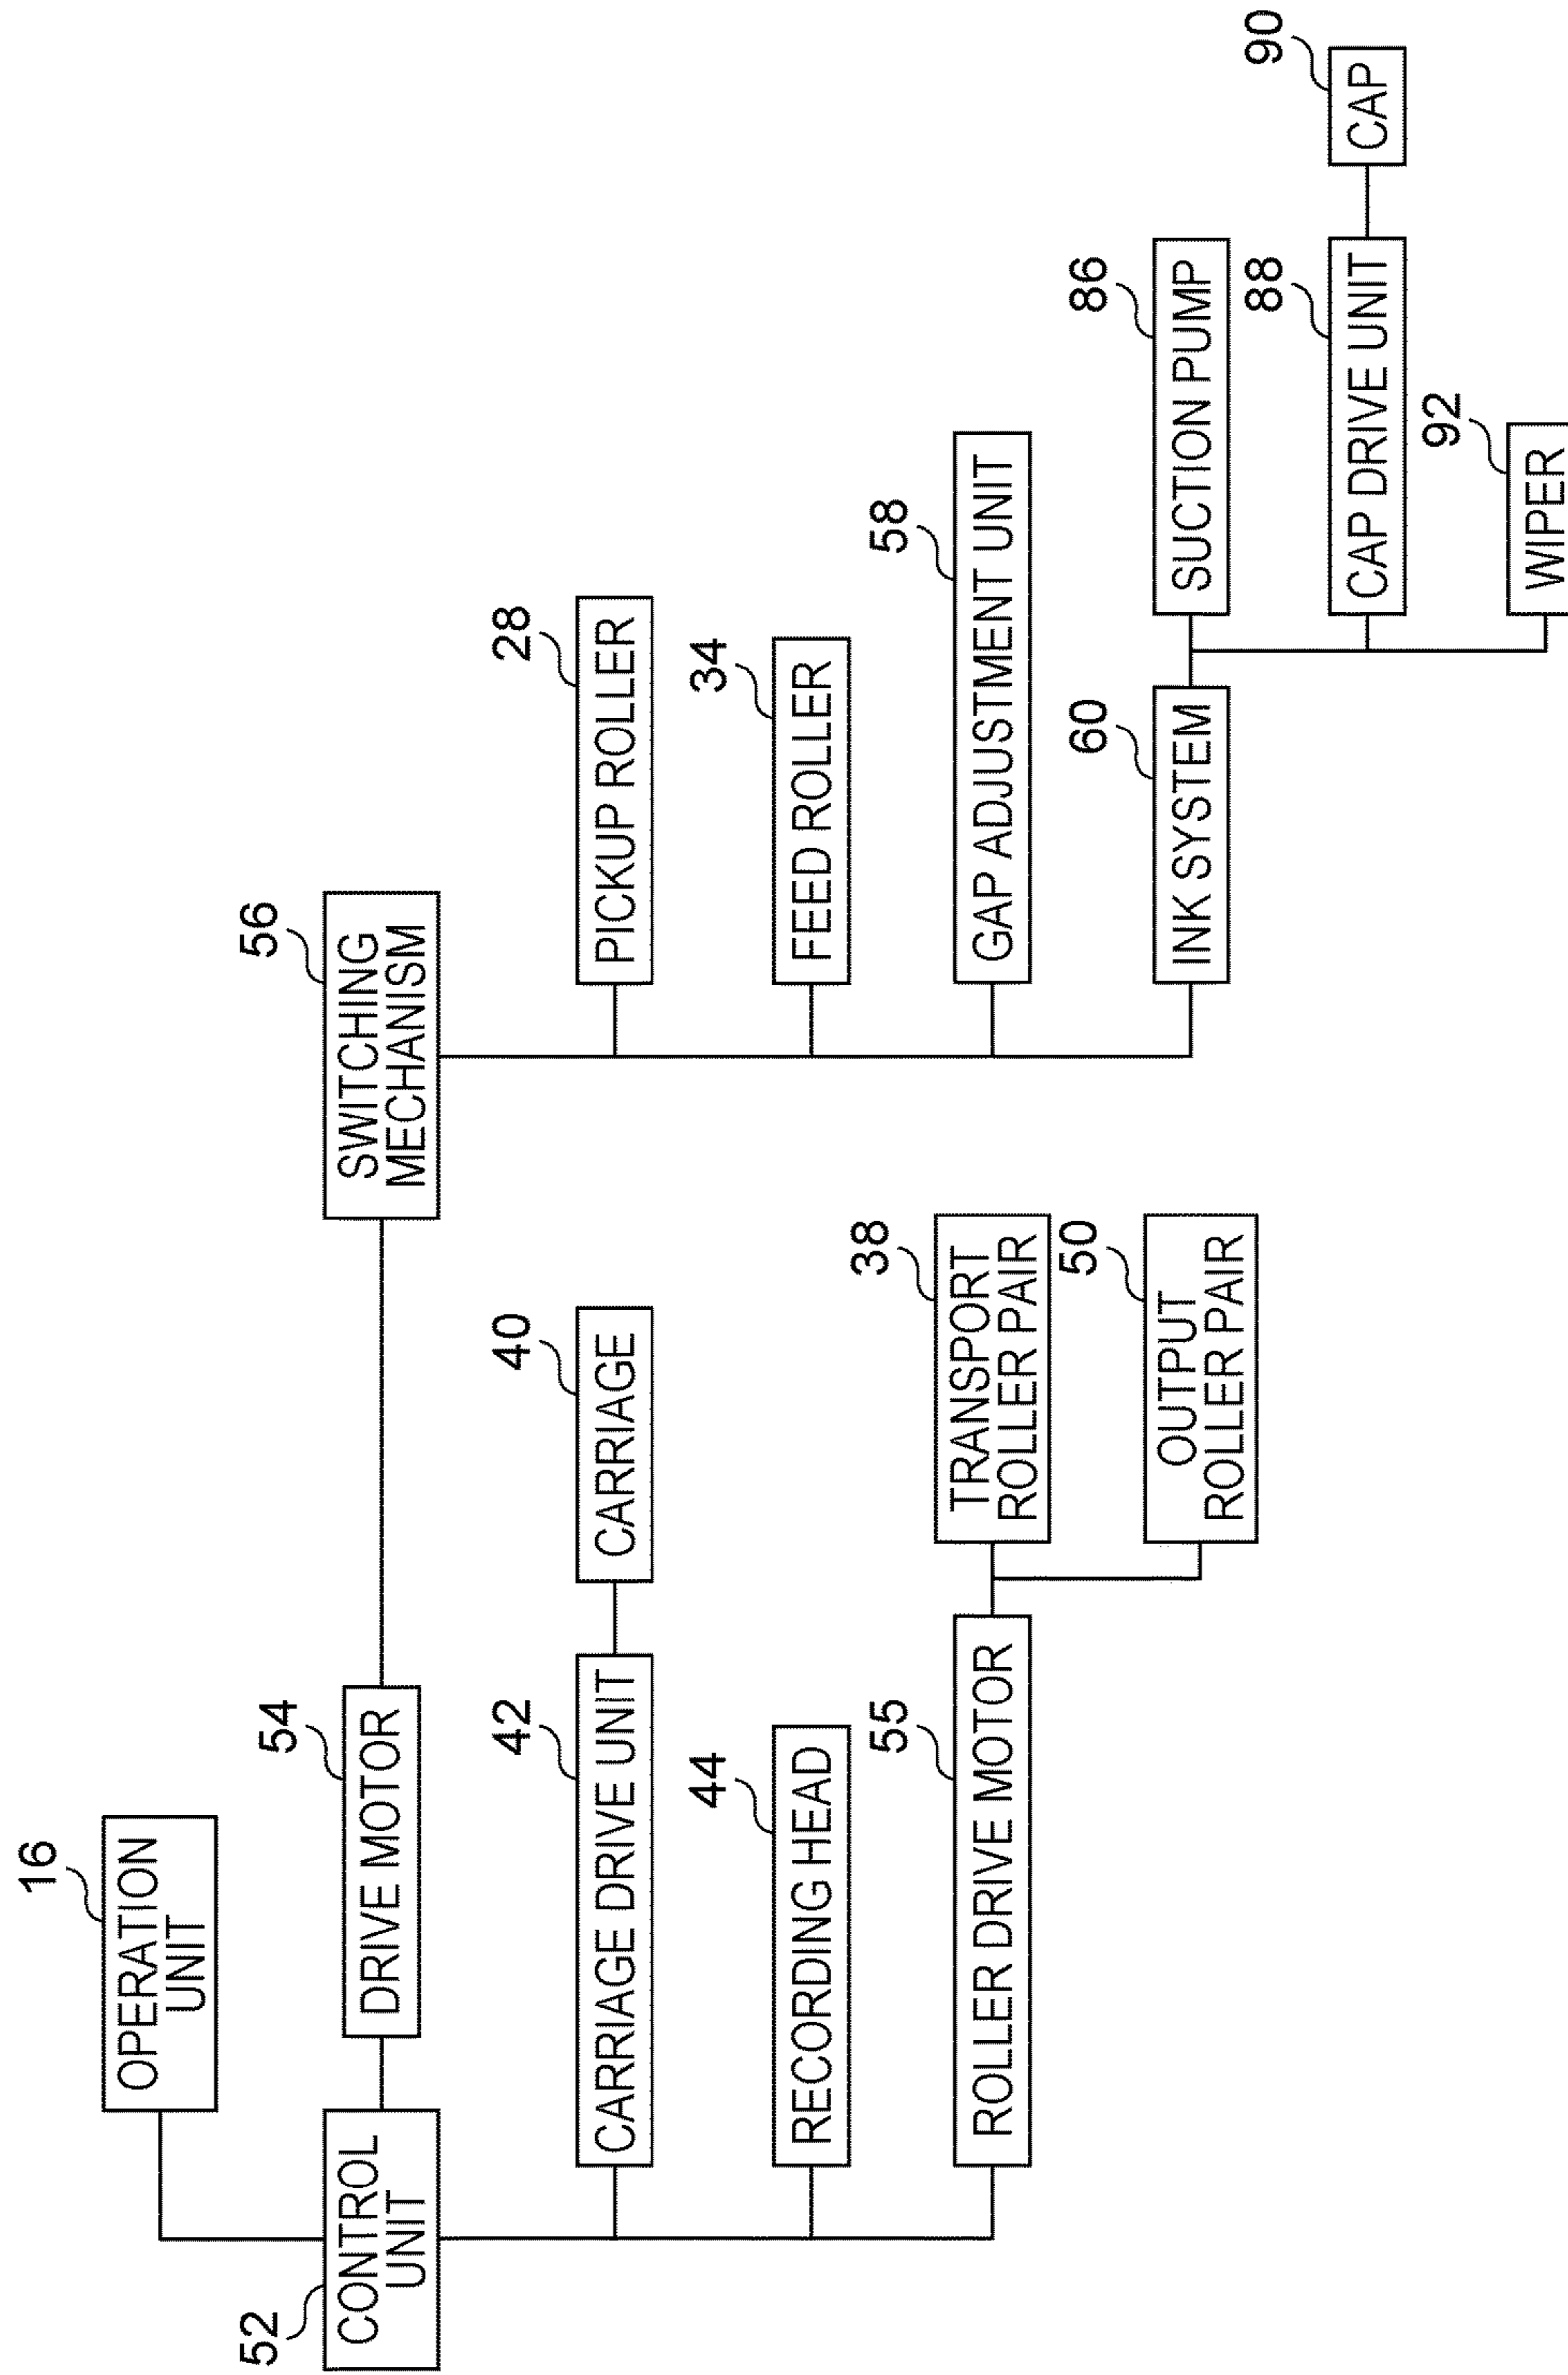 16
OPERATION
UNIT
52
CONTROL
UNIT
54
DRIVE MOTOR
56
SWITCHING
MECHANISM
42
CARRIAGE DRIVE UNIT
40
CARRIAGE
44
RECORDING HEAD
55
ROLLER DRIVE MOTOR
38
TRANSPORT
ROLLER PAIR
50
OUTPUT
ROLLER PAIR
28
PICKUP ROLLER
34
FEED ROLLER
58
GAP ADJUSTMENT UNIT
60
INK SYSTEM
86
SUCTION PUMP
88
CAP DRIVE UNIT
90
CAP
92
WIPER